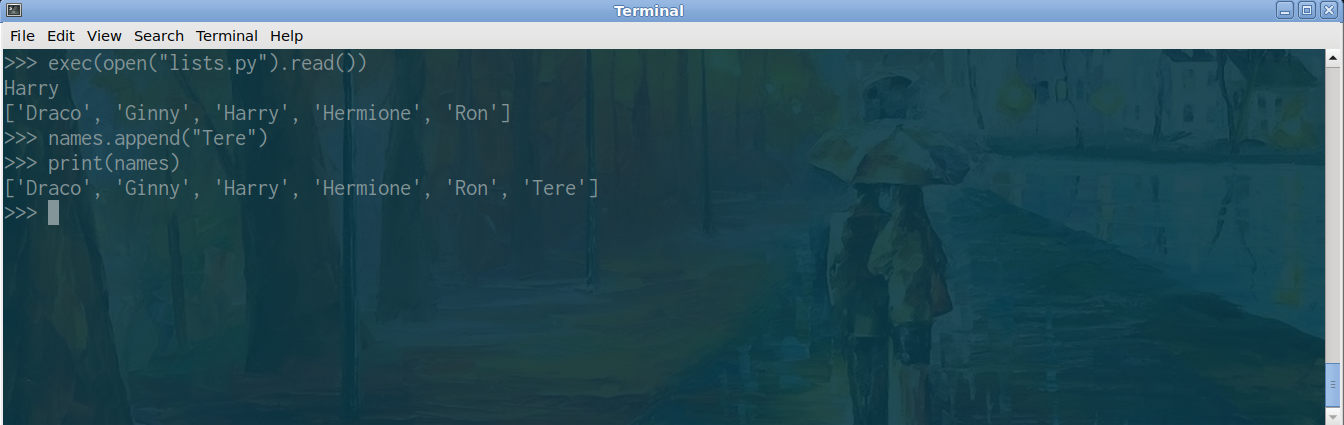 Terminal
File Edit View Search Terminal Help
>>> exec(open("lists.py").read())
Harry
['Draco', 'Ginny', 'Harry', 'Hermione', 'Ron']
>>> names.append("Tere")
>>> print(names)
['Draco', 'Ginny', 'Harry', 'Hermione', 'Ron', 'Tere']
>>>